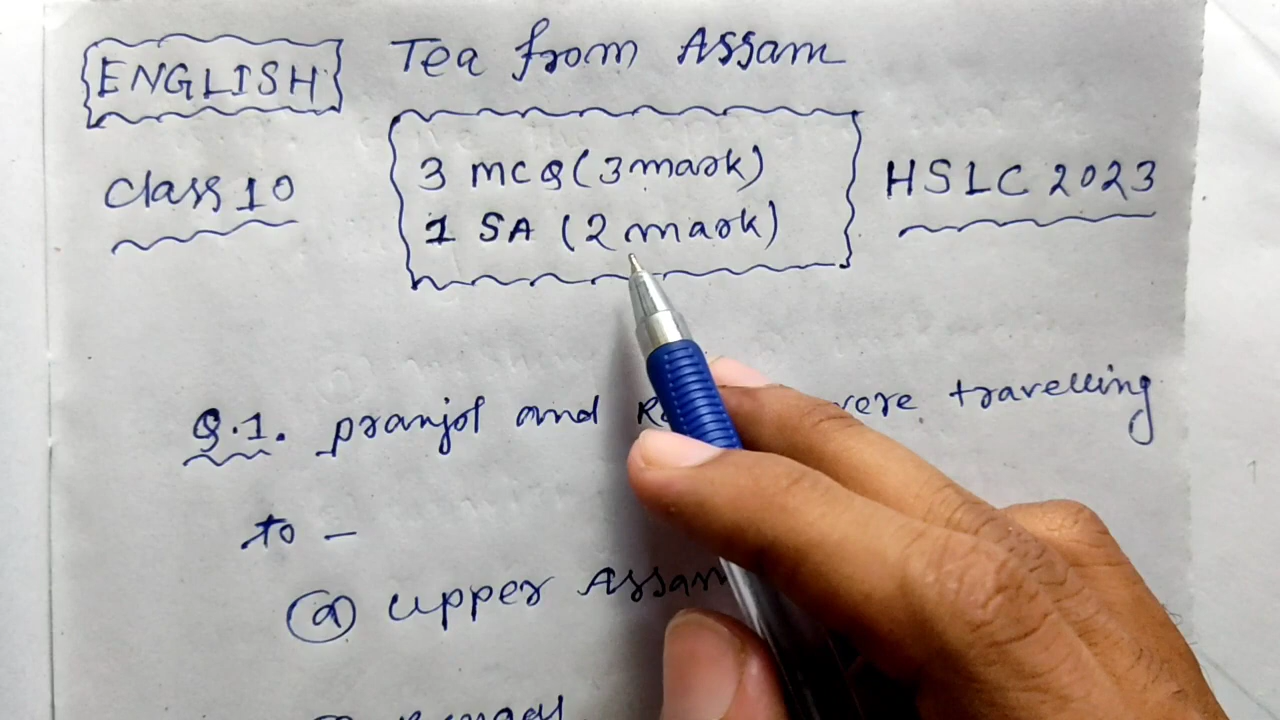 ENGLISH Tea from Assam
Class 10
3 MCQ (3 mark)
1 SA (2 mark)
HSLC 2023
Q.1. pranjol and were travelling
to -
(a) upper Assam